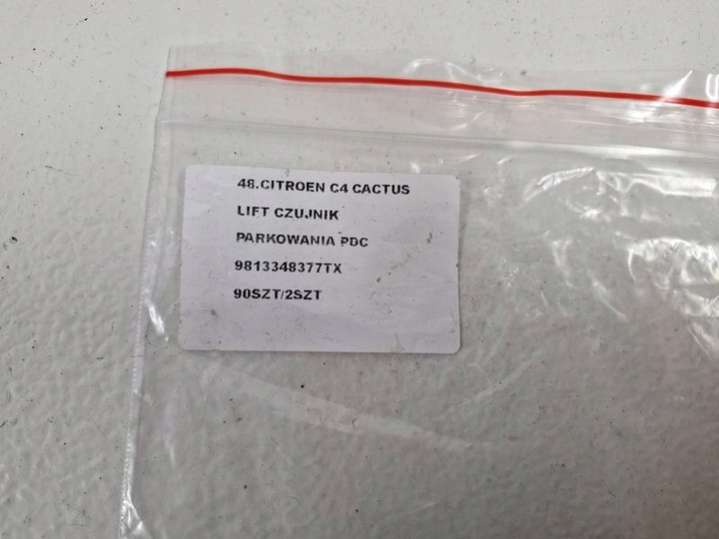 48.CITROEN C4 CACTUS
LIFT CZUJNIK
PARKOWANIA PDC
9813348377TX
90SZT/2SZT